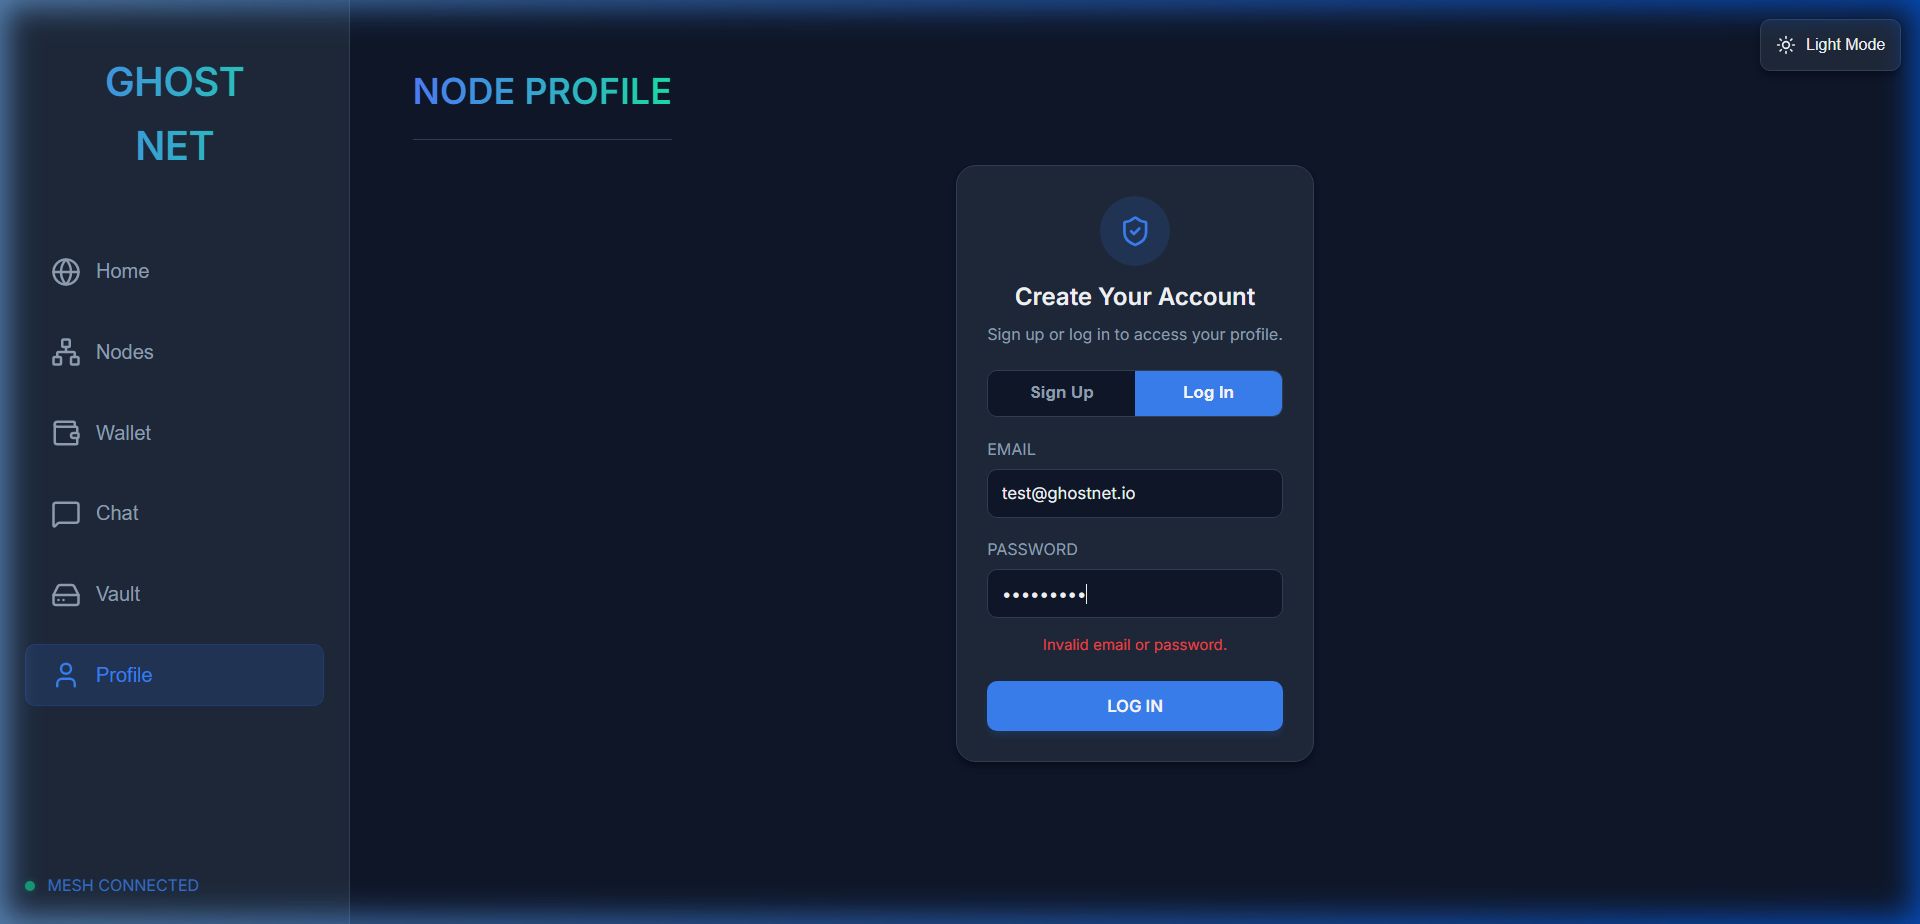 GHOST
NET
Home
Nodes
Wallet
Chat
Vault
Profile
MESH CONNECTED
Light Mode
NODE PROFILE
Create Your Account
Sign up or log in to access your profile.
Sign Up Log In
EMAIL
test@ghostnet.io
PASSWORD
•••••••••
Invalid email or password.
LOG IN